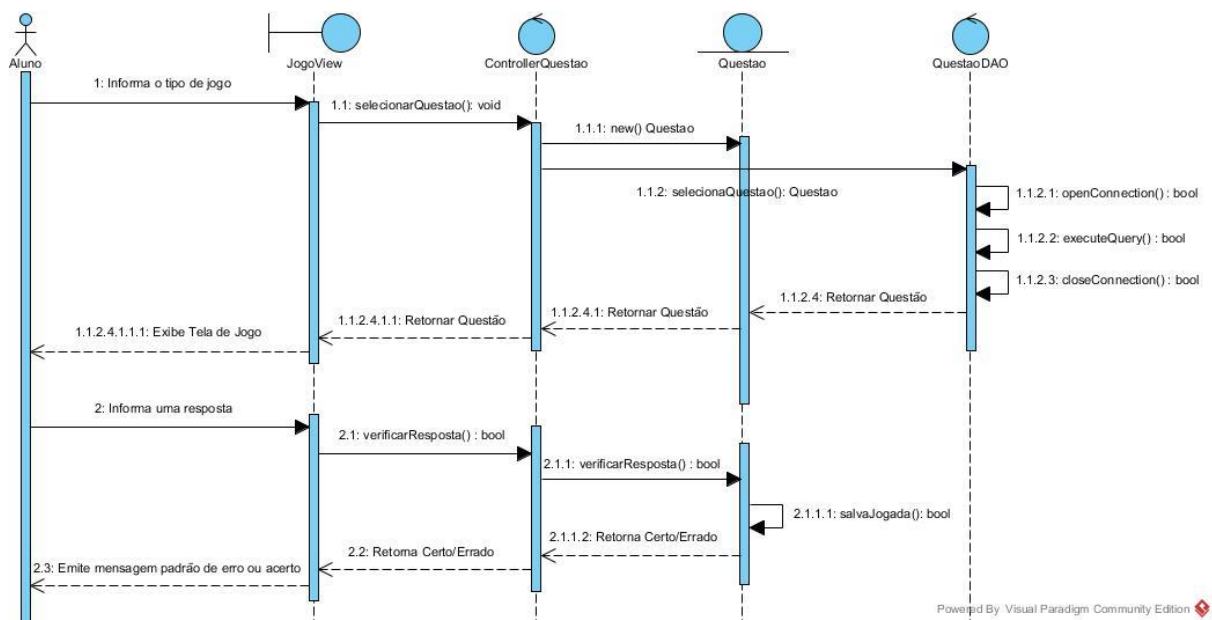 Aluno
JogoView
ControllerQuestao
Questao
QuestaoDAO
1: Informa o tipo de jogo
1.1: selecionarQuestao(): void
1.1.1: new() Questao
1.1.2: selecionaQuestao(): Questao
1.1.2.1: openConnection() : bool
1.1.2.2: executeQuery() : bool
1.1.2.3: closeConnection() : bool
1.1.2.4: Retornar Questão
1.1.2.4.1: Retornar Questão
1.1.2.4.1.1: Retornar Questão
1.1.2.4.1.1.1: Exibe Tela de Jogo
2: Informa uma resposta
2.1: verificarResposta() : bool
2.1.1: verificarResposta() : bool
2.1.1.1: salvaJogada(): bool
2.1.1.2: Retorna Certo/Errado
2.2: Retorna Certo/Errado
2.3: Emite mensagem padrão de erro ou acerto
Powered By Visual Paradigm Community Edition